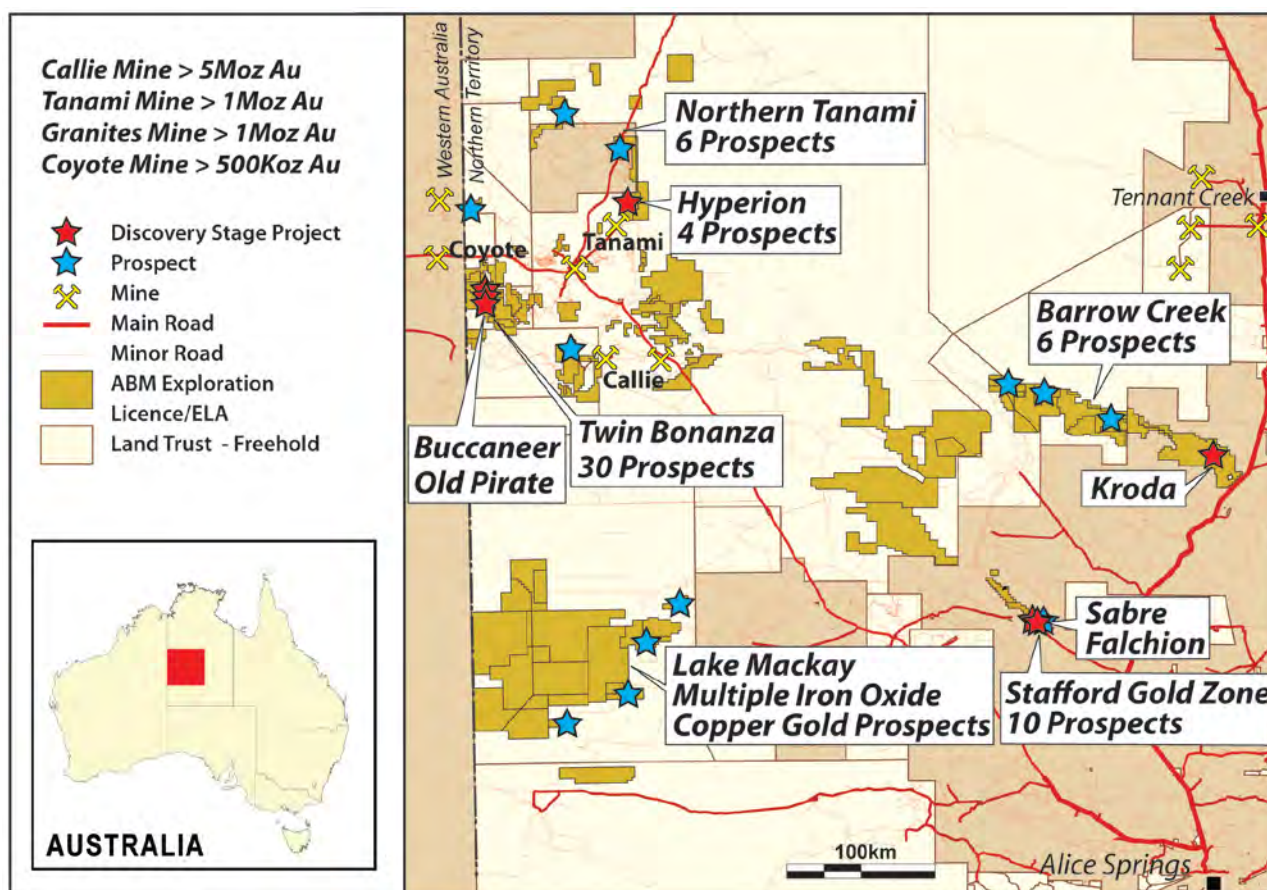 Callie Mine > 5Moz Au
Tanami Mine > 1Moz Au
Granites Mine > 1Moz Au
Coyote Mine > 500Koz Au
Discovery Stage Project
Prospect
Mine
Main Road
Minor Road
ABM Exploration
Licence/ELA
Land Trust - Freehold
AUSTRALIA
Western Australia
Northern Territory
Northern Tanami
6 Prospects
Hyperion
4 Prospects
Tennant Creek
Coyote
Tanami
Barrow Creek
6 Prospects
Callie
Buccaneer
Old Pirate
Twin Bonanza
30 Prospects
Kroda
Sabre
Falchion
Lake Mackay
Multiple Iron Oxide
Copper Gold Prospects
Stafford Gold Zone
10 Prospects
100km
Alice Springs